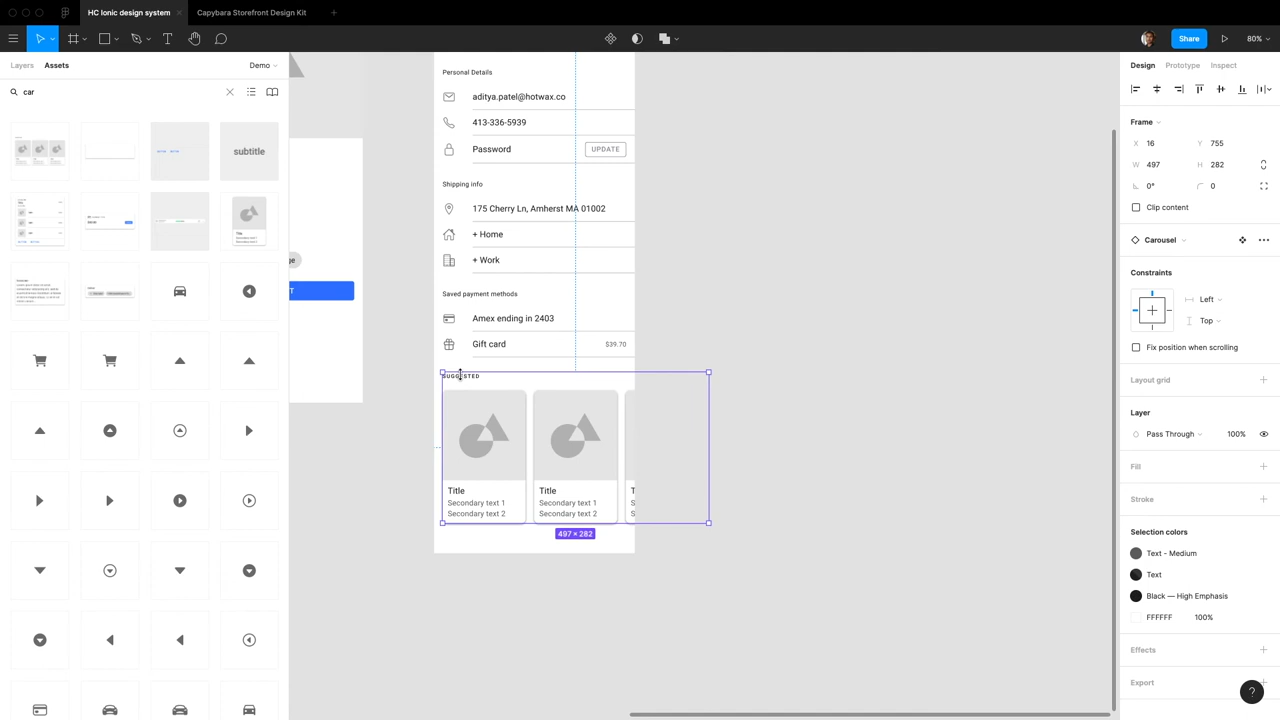 HC Ionic design system
Capybara Storefront Design Kit
Share
80%
Layers
Assets
Demo
car
subtitle
Title
ge
T
Personal Details
aditya.patel@hotwax.co
413-336-5939
Password
UPDATE
Shipping info
175 Cherry Ln, Amherst MA 01002
+ Home
+ Work
Saved payment methods
Amex ending in 2403
Gift card
$39.70
SUGGESTED
Title
Title
T
Secondary text 1
Secondary text 1
S
Secondary text 2
Secondary text 2
S
497 × 282
Design
Prototype
Inspect
Frame
X
16
Y
755
W
497
H
282
0°
0
Clip content
Carousel
Constraints
Left
Top
Fix position when scrolling
Layout grid
Layer
Pass Through
100%
Fill
Stroke
Selection colors
Text - Medium
Text
Black — High Emphasis
FFFFFF
100%
Effects
Export
?